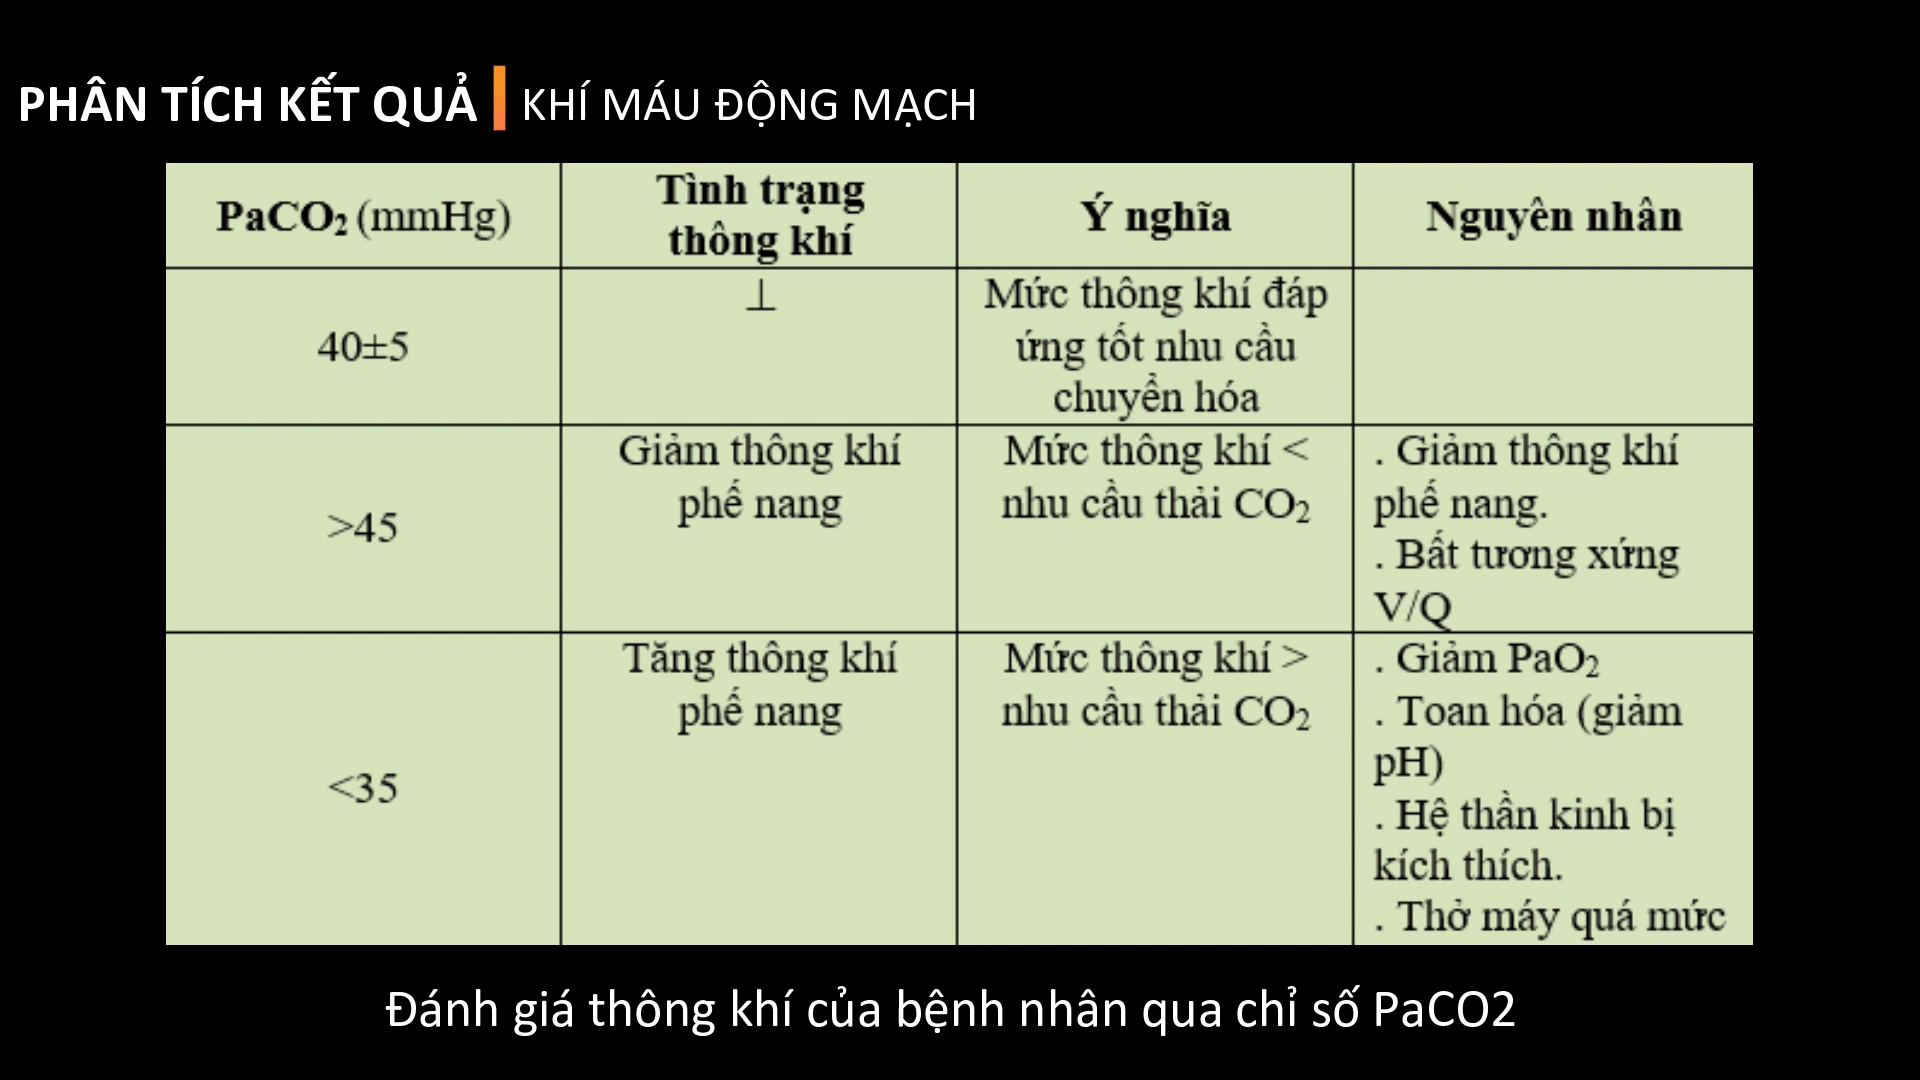 PHÂN TÍCH KẾT QUẢ | KHÍ MÁU ĐỘNG MẠCH
PaCO₂ (mmHg)
Tình trạng
thông khí
Ý nghĩa
Nguyên nhân
40±5
⊥
Mức thông khí đáp
ứng tốt nhu cầu
chuyển hóa
>45
Giảm thông khí
phế nang
Mức thông khí <
nhu cầu thải CO₂
. Giảm thông khí
phế nang.
. Bất tương xứng
V/Q
<35
Tăng thông khí
phế nang
Mức thông khí >
nhu cầu thải CO₂
. Giảm PaO₂
. Toan hóa (giảm
pH)
. Hệ thần kinh bị
kích thích.
. Thở máy quá mức
Đánh giá thông khí của bệnh nhân qua chỉ số PaCO2